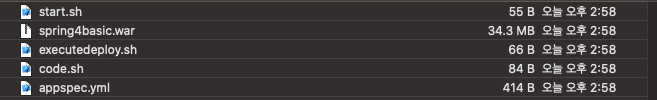 start.sh 55 B 오늘 오후 2:58
spring4basic.war 34.3 MB 오늘 오후 2:58
executedeploy.sh 66 B 오늘 오후 2:58
code.sh 84 B 오늘 오후 2:58
appspec.yml 414 B 오늘 오후 2:58